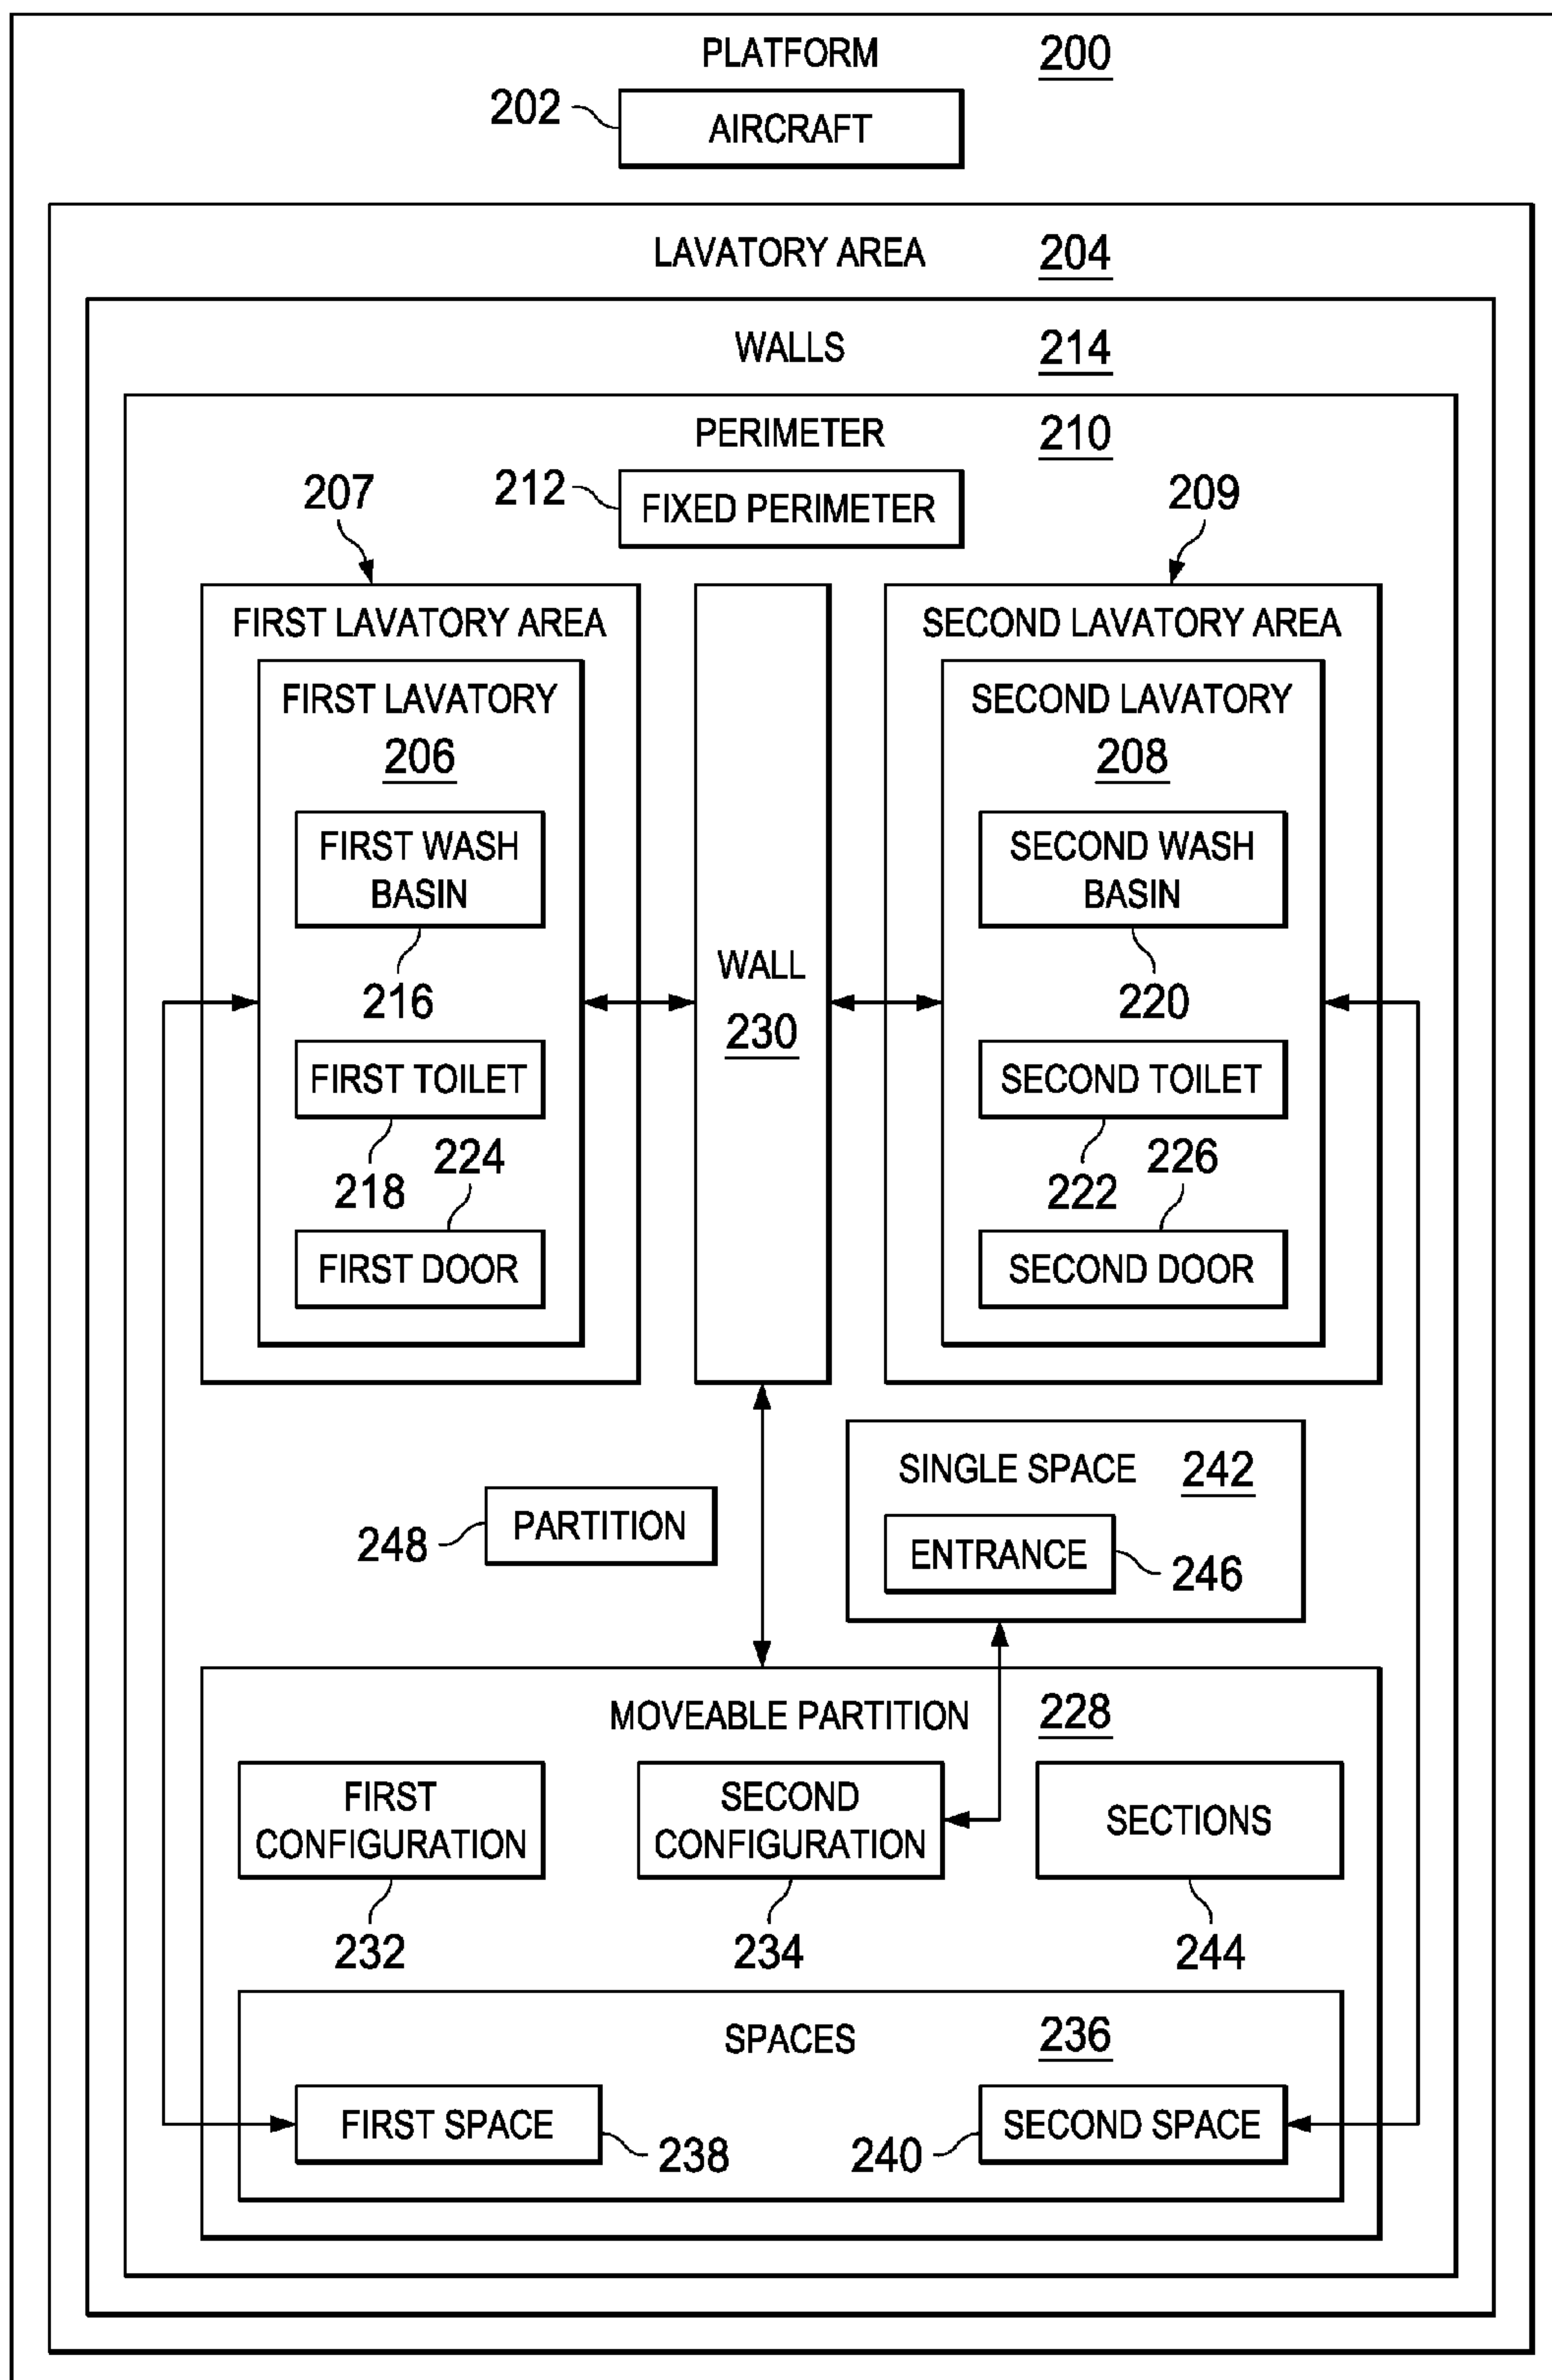 PLATFORM 200
202 AIRCRAFT
LAVATORY AREA 204
WALLS 214
PERIMETER 210
207 212 FIXED PERIMETER 209
FIRST LAVATORY AREA
SECOND LAVATORY AREA
FIRST LAVATORY
206
FIRST WASH
BASIN
216
FIRST TOILET
218
224
FIRST DOOR
WALL
230
SECOND LAVATORY
208
SECOND WASH
BASIN
220
SECOND TOILET
222
226
SECOND DOOR
SINGLE SPACE 242
ENTRANCE 246
248 PARTITION
MOVEABLE PARTITION 228
FIRST
CONFIGURATION
232
SECOND
CONFIGURATION
234
SECTIONS
244
SPACES 236
FIRST SPACE 238
240 SECOND SPACE